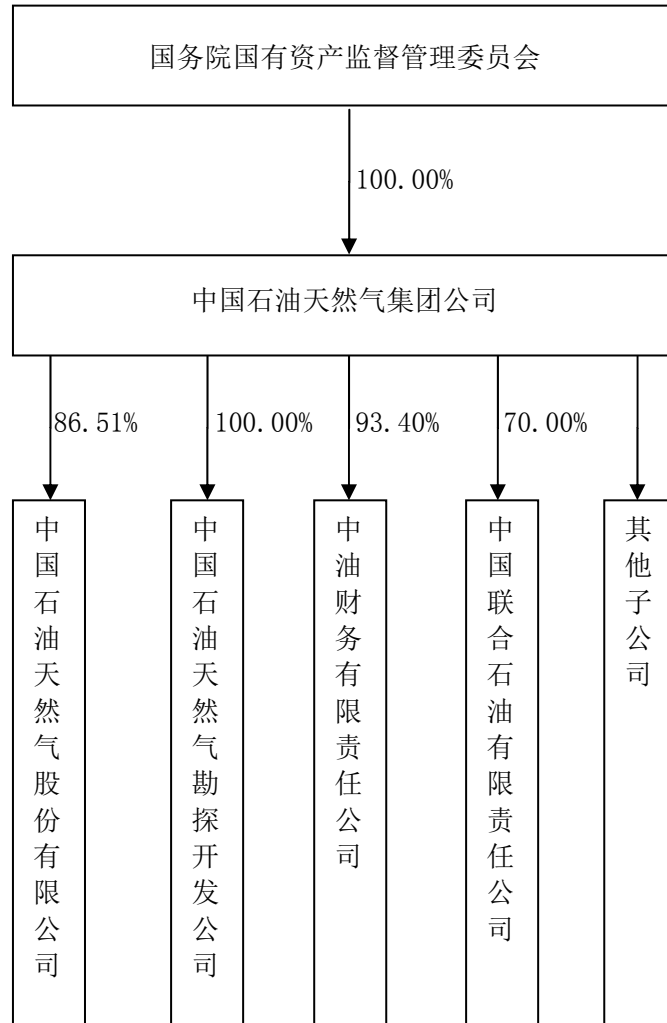 国务院国有资产监督管理委员会
100.00%
中国石油天然气集团公司
86.51%
100.00%
93.40%
70.00%
中国石油天然气股份有限公司
中国石油天然气勘探开发公司
中油财务有限责任公司
中国联合石油有限责任公司
其他子公司